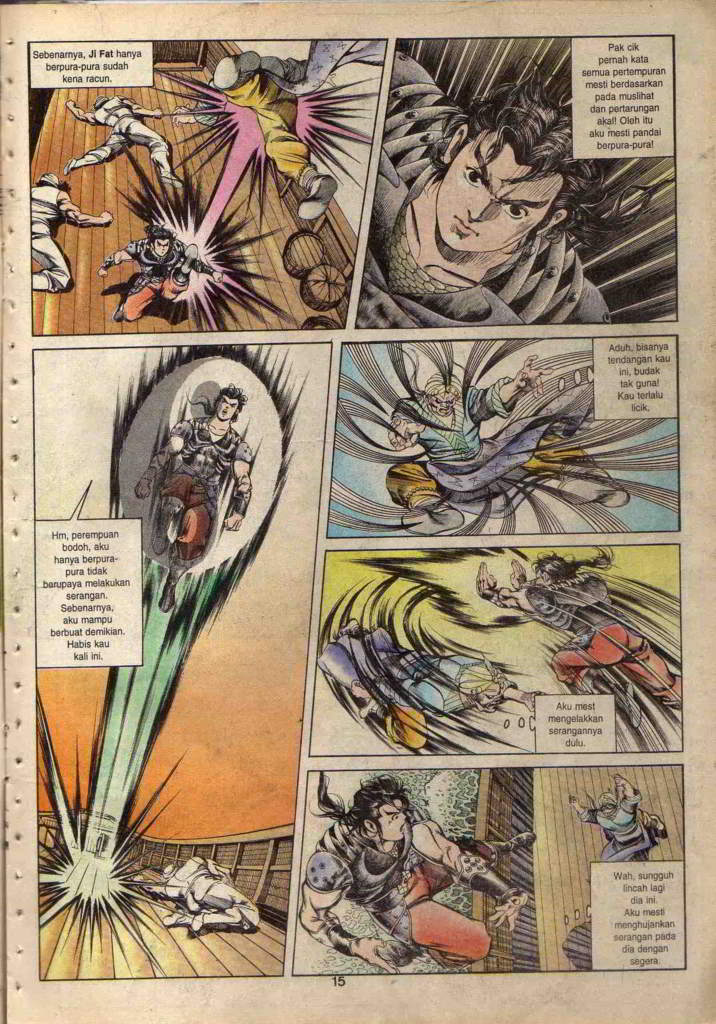 Sebenarnya, Ji Fat hanya
berpura-pura sudah
kena racun.
Pak cik
pernah kata
semua pertempuran
mesti berdasarkan
pada muslihat
dan pertarungan
akal! Oleh itu
aku mesti pandai
berpura-pura!
Hm, perempuan
bodoh, aku
hanya berpura-
pura tidak
berupaya melakukan
serangan.
Sebenarnya,
aku mampu
berbuat demikian.
Habis kau
kali ini.
Aduh, bisanya
tendangan kau
ini, budak
tak guna!
Kau terlalu
licik.
Aku mest
mengelakkan
serangannya
dulu.
Wah, sungguh
lincah lagi
dia ini.
Aku mesti
menghujankan
serangan pada
dia dengan
segera.
15